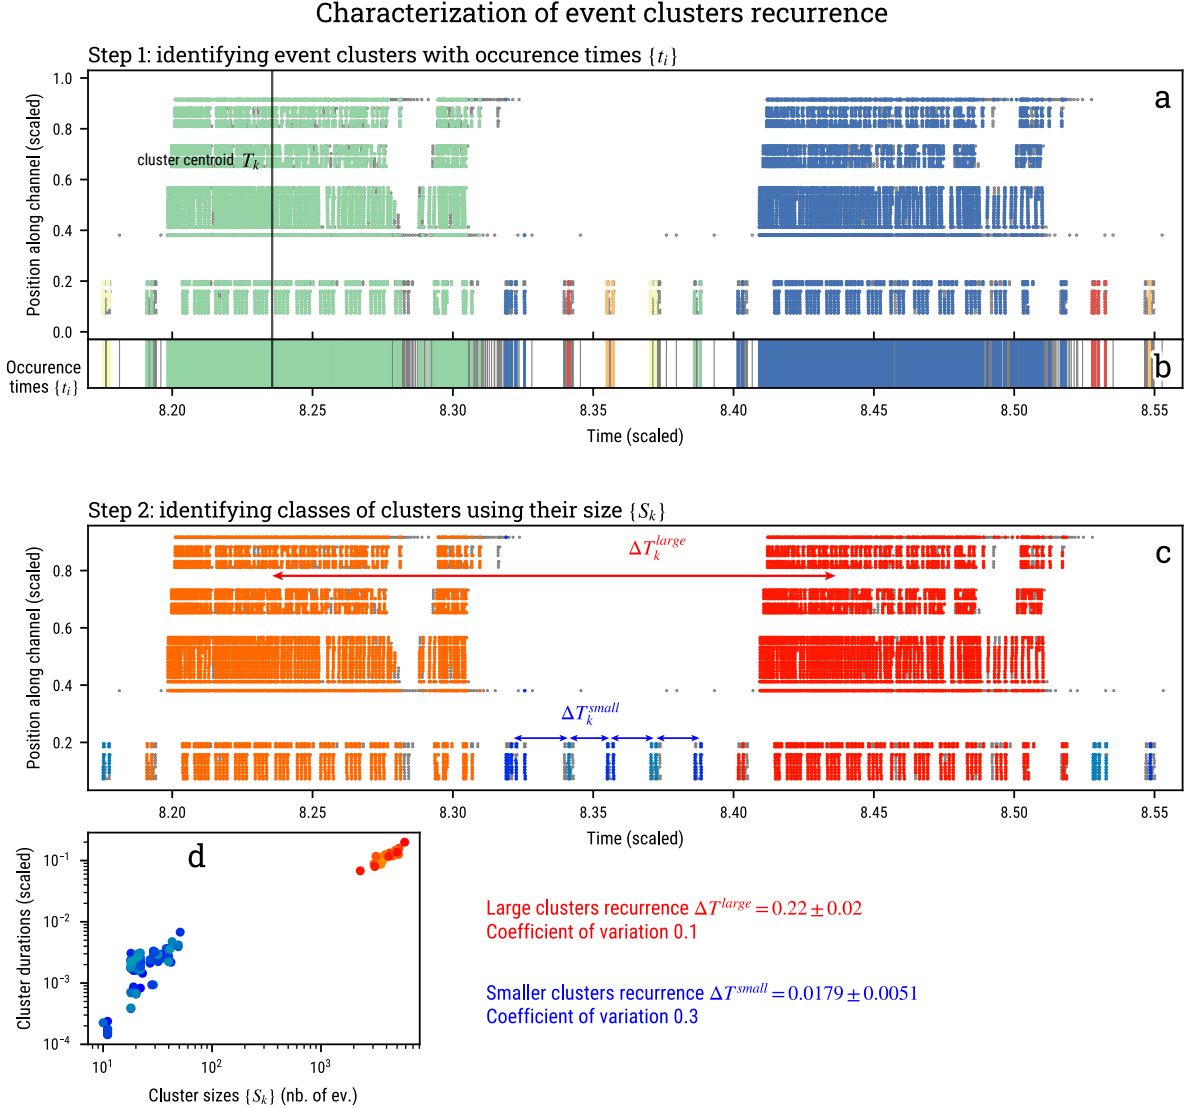 Characterization of event clusters recurrence
Step 1: identifying event clusters with occurence times {t_i}
Position along channel (scaled)
1.0
0.8
0.6
0.4
0.2
0.0
a
cluster centroid T_k
Occurence
times {t_i}
b
8.20 8.25 8.30 8.35 8.40 8.45 8.50 8.55
Time (scaled)
Step 2: identifying classes of clusters using their size {S_k}
Position along channel (scaled)
0.8
0.6
0.4
0.2
c
ΔT_k^large
ΔT_k^small
8.20 8.25 8.30 8.35 8.40 8.45 8.50 8.55
Time (scaled)
Cluster durations (scaled)
10⁻¹
10⁻²
10⁻³
10⁻⁴
d
10¹ 10² 10³
Cluster sizes {S_k} (nb. of ev.)
Large clusters recurrence ΔT^large = 0.22 ± 0.02
Coefficient of variation 0.1
Smaller clusters recurrence ΔT^small = 0.0179 ± 0.0051
Coefficient of variation 0.3